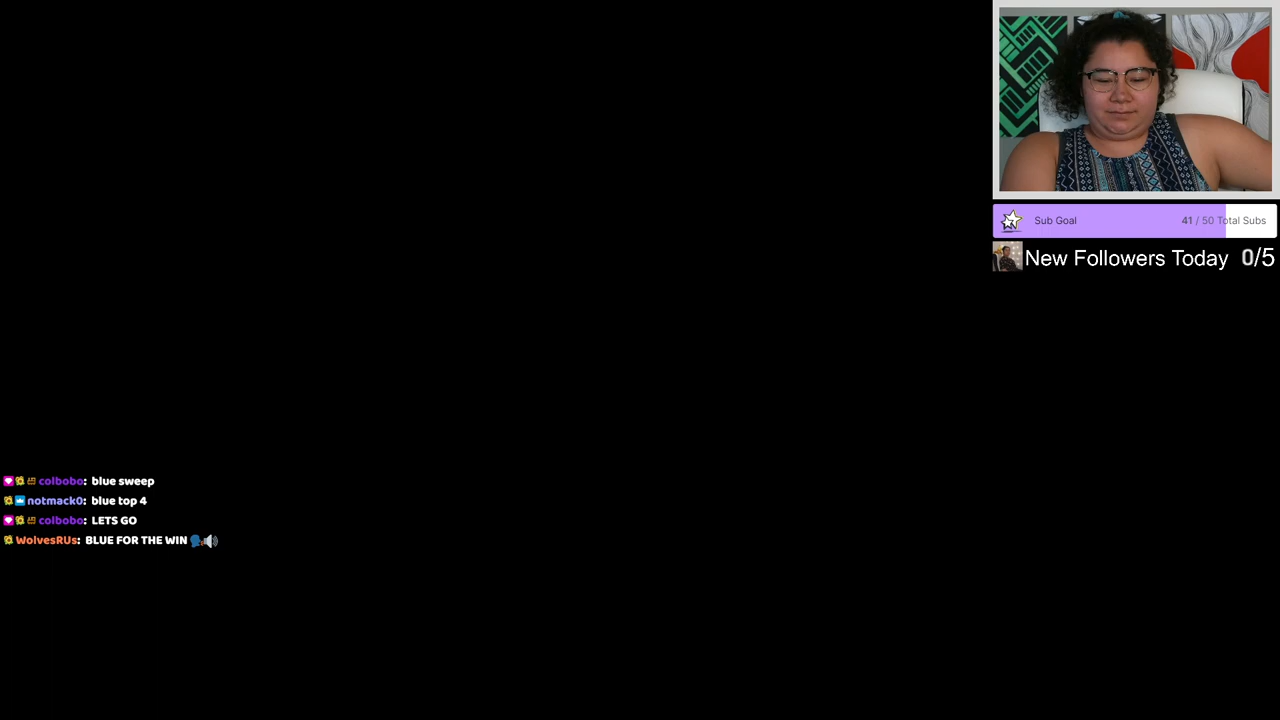 Sub Goal 41 / 50 Total Subs
New Followers Today 0/5
colbobo: blue sweep
notmack0: blue top 4
colbobo: LETS GO
WolvesRUs: BLUE FOR THE WIN 🗣️🔊